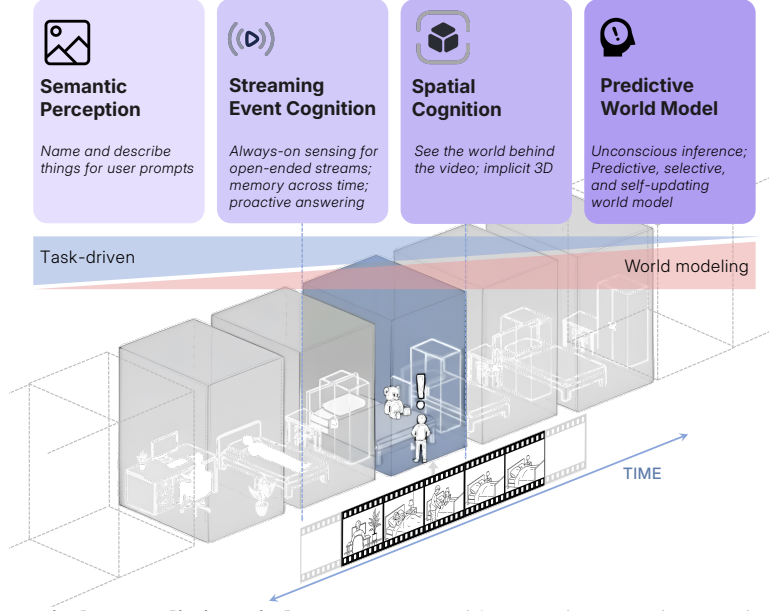 Semantic
Perception
Name and describe
things for user prompts
Streaming
Event Cognition
Always-on sensing for
open-ended streams;
memory across time;
proactive answering
Spatial
Cognition
See the world behind
the video; implicit 3D
Predictive
World Model
Unconscious inference;
Predictive, selective,
and self-updating
world model
Task-driven
World modeling
TIME